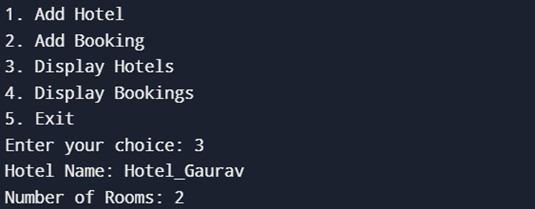 1. Add Hotel
2. Add Booking
3. Display Hotels
4. Display Bookings
5. Exit
Enter your choice: 3
Hotel Name: Hotel_Gaurav
Number of Rooms: 2